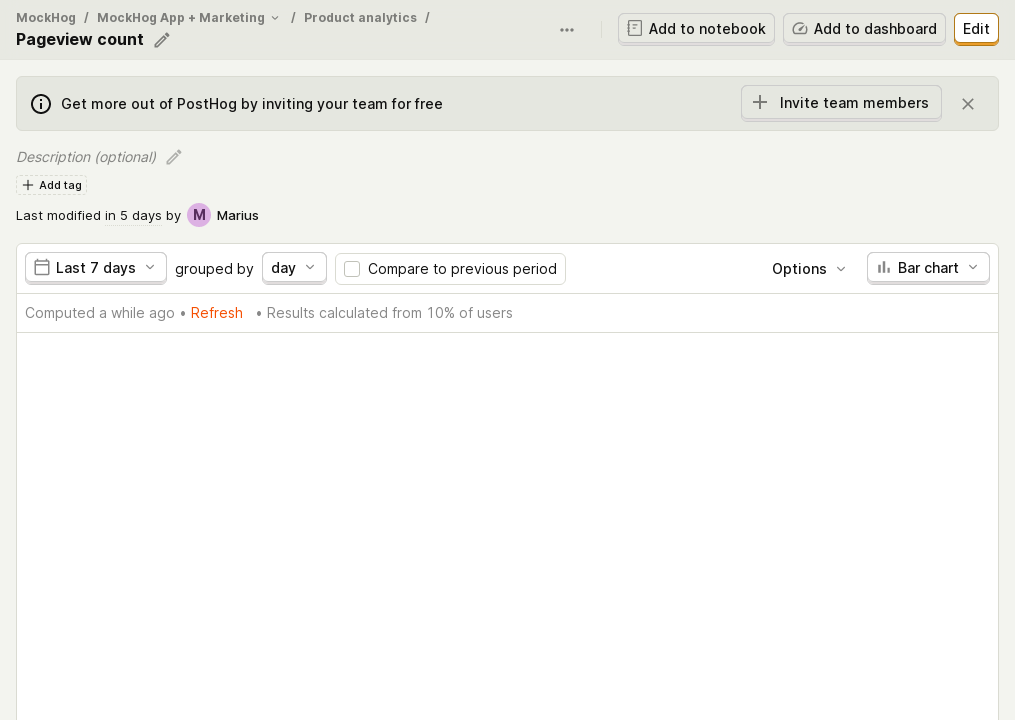 MockHog / MockHog App + Marketing / Product analytics /
Pageview count
Add to notebook
Add to dashboard
Edit
Get more out of PostHog by inviting your team for free
Invite team members
Description (optional)
Add tag
Last modified in 5 days by M Marius
Last 7 days grouped by day Compare to previous period Options Bar chart
Computed a while ago • Refresh • Results calculated from 10% of users